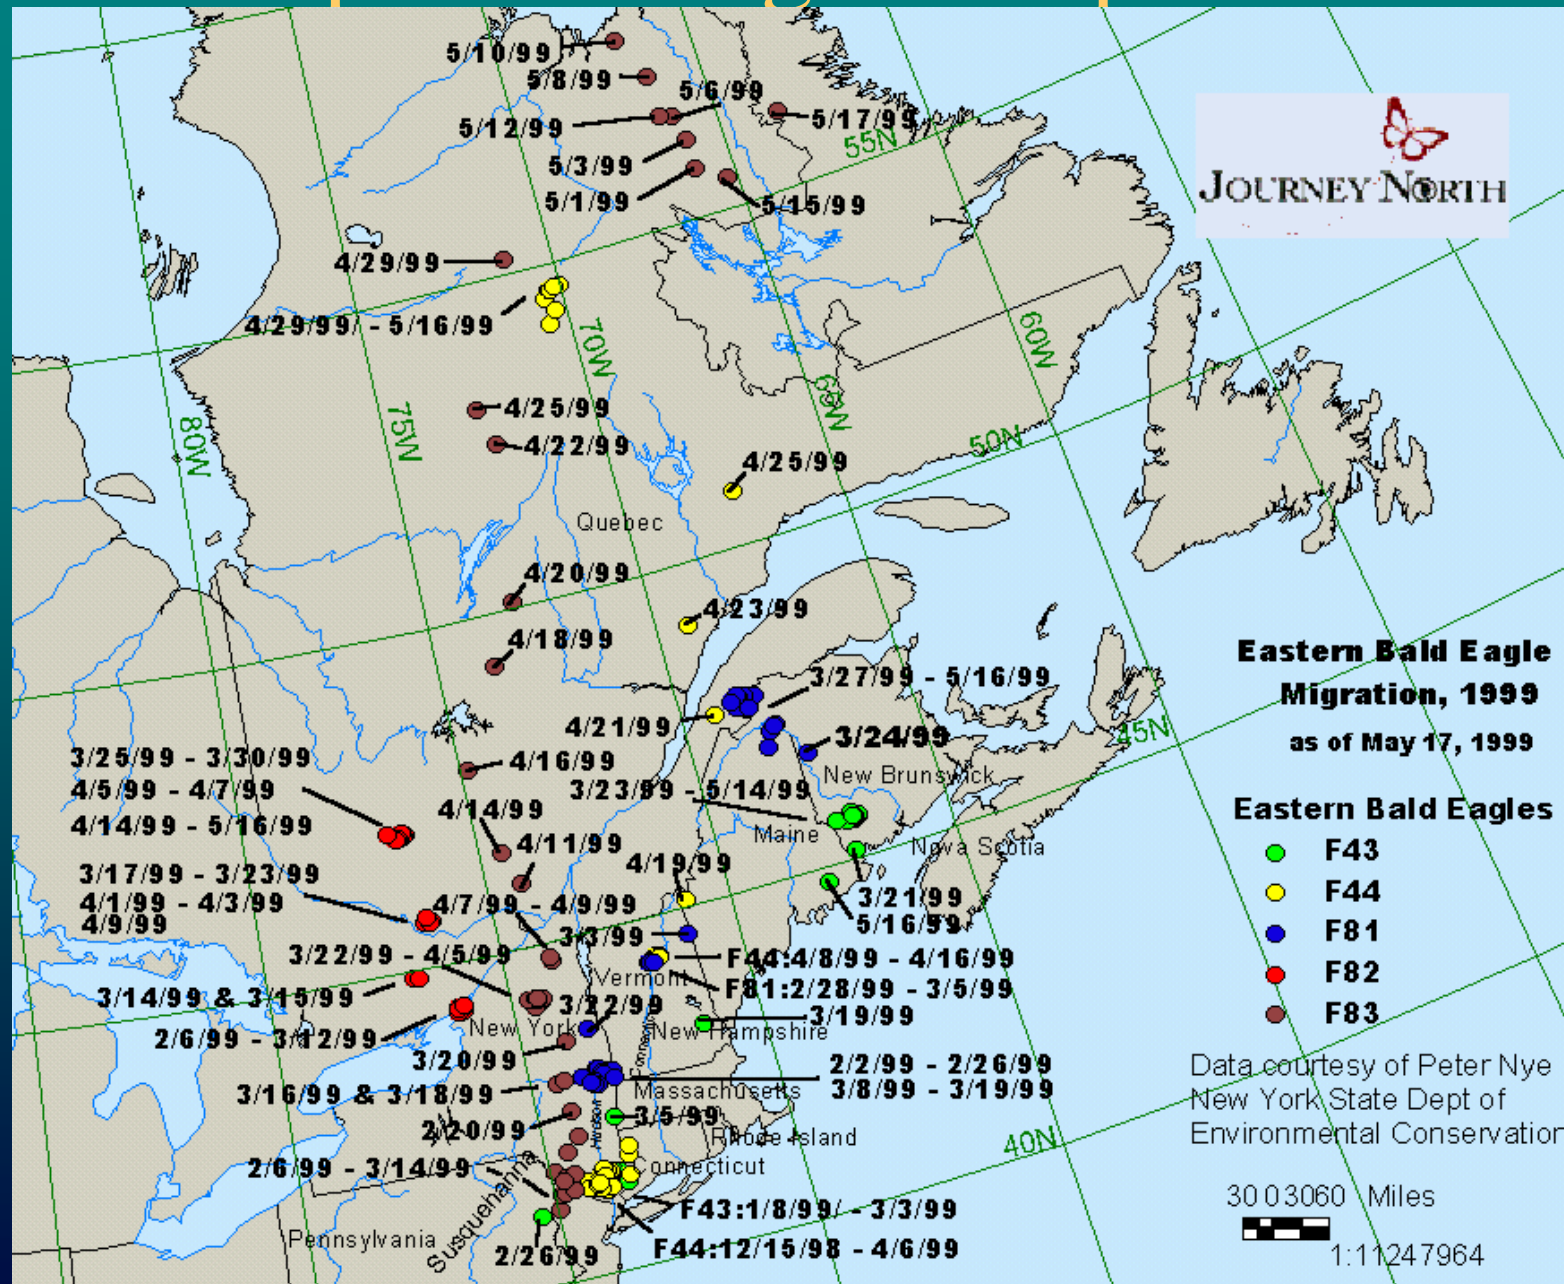 5/10/99
5/8/99
5/6/99
5/12/99
5/17/99
55N
5/3/99
5/1/99
5/15/99
JOURNEY NORTH
4/29/99
4/29/99/ - 5/16/99
70W
60W
65W
75W
80W
4/25/99
4/22/99
50N
4/25/99
Quebec
4/20/99
4/23/99
4/18/99
Eastern Bald Eagle
Migration, 1999
as of May 17, 1999
3/27/99 - 5/16/99
4/21/99
3/24/99
45N
3/25/99 - 3/30/99
4/5/99 - 4/7/99
4/14/99 - 5/16/99
4/16/99
New Brunswick
3/23/99 - 5/14/99
4/14/99
Maine
Nova Scotia
4/11/99
4/19/99
3/17/99 - 3/23/99
4/1/99 - 4/3/99
4/9/99
4/7/99 - 4/9/99
3/21/99
5/16/99
3/3/99
3/22/99 - 4/5/99
F44:4/8/99 - 4/16/99
Vermont
F81:2/28/99 - 3/5/99
3/14/99 & 3/15/99
3/22/99
3/19/99
New York
New Hampshire
2/6/99 - 3/12/99
3/20/99
2/2/99 - 2/26/99
3/8/99 - 3/19/99
3/16/99 & 3/18/99
Massachusetts
3/5/99
2/20/99
Rhode Island
40N
2/6/99 - 3/14/99
Connecticut
Susquehanna
F43:1/8/99/ - 3/3/99
Pennsylvania
2/26/99
F44:12/15/98 - 4/6/99
Eastern Bald Eagles
F43
F44
F81
F82
F83
Data courtesy of Peter Nye
New York State Dept of
Environmental Conservation
30 0 30 60 Miles
1:11247964